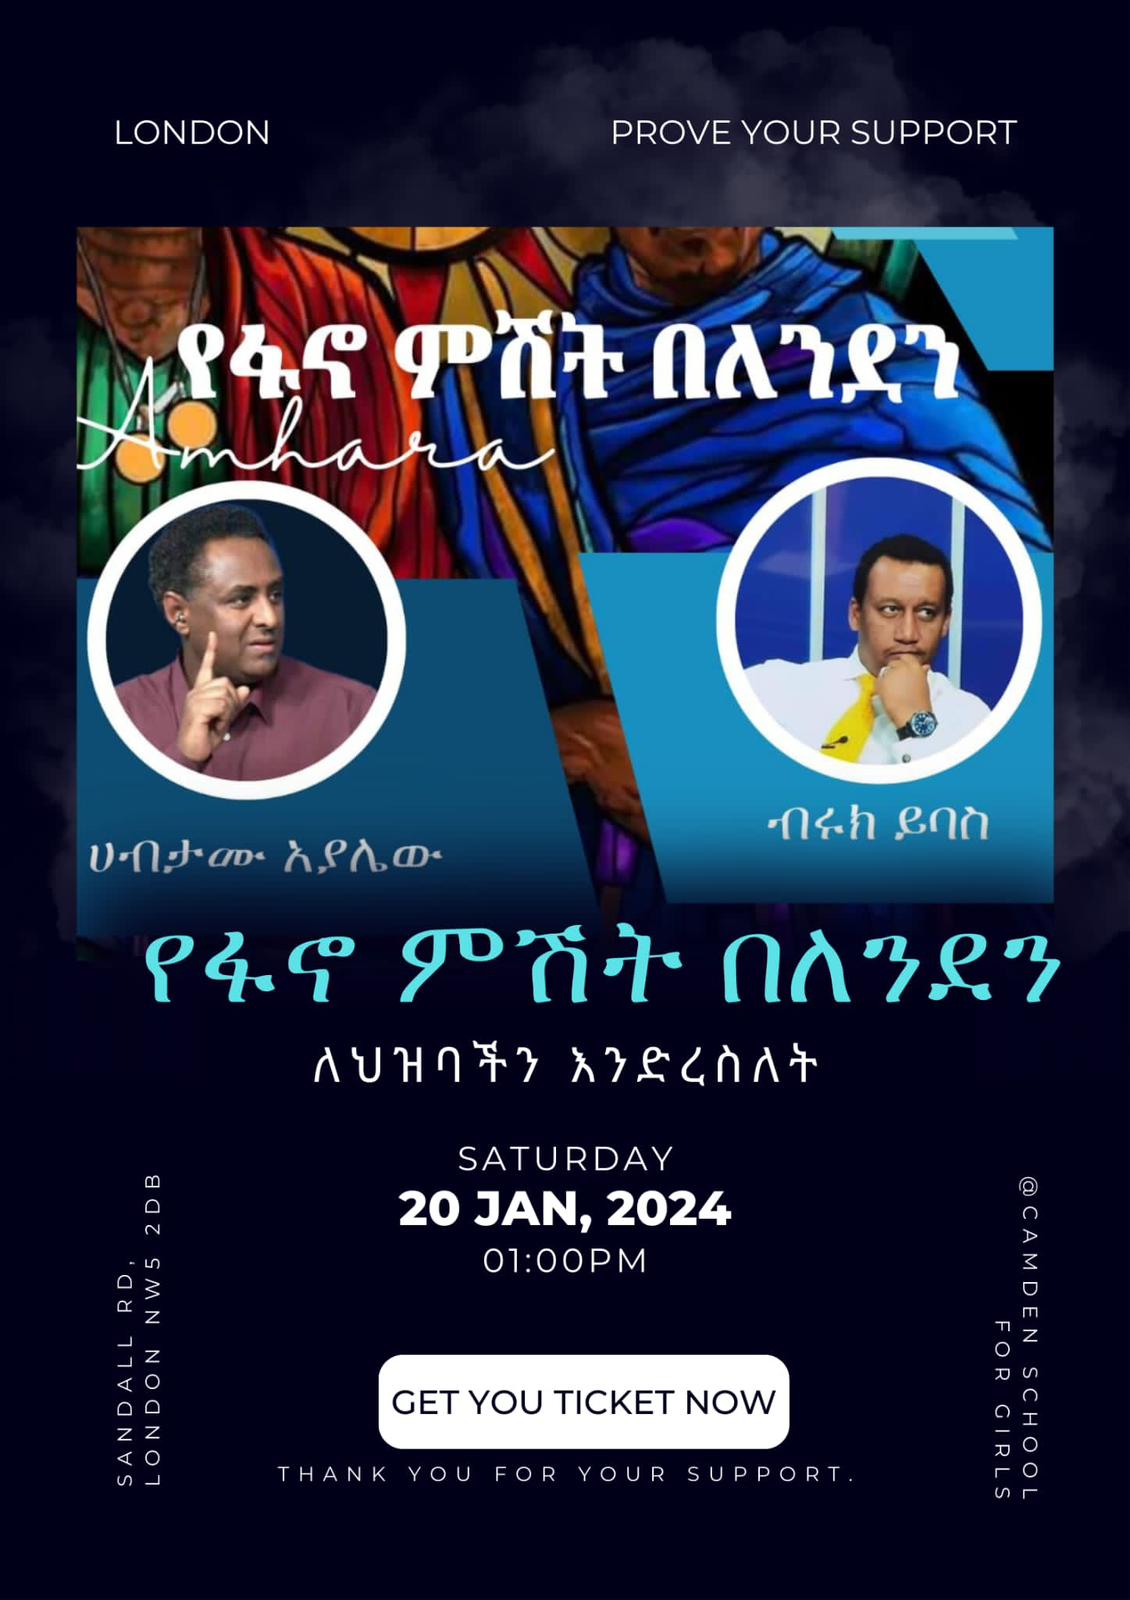 LONDON
PROVE YOUR SUPPORT
የፋኖ ምሽት በለንደን
Amhara
ሀብታሙ አያሌው
ብሩክ ይባስ
የፋኖ ምሽት በለንደን
ለህዝባችን እንድረስለት
SATURDAY
20 JAN, 2024
01:00PM
SANDALL RD,
LONDON NW5 2DB
@CAMDEN SCHOOL
FOR GIRLS
GET YOU TICKET NOW
THANK YOU FOR YOUR SUPPORT.